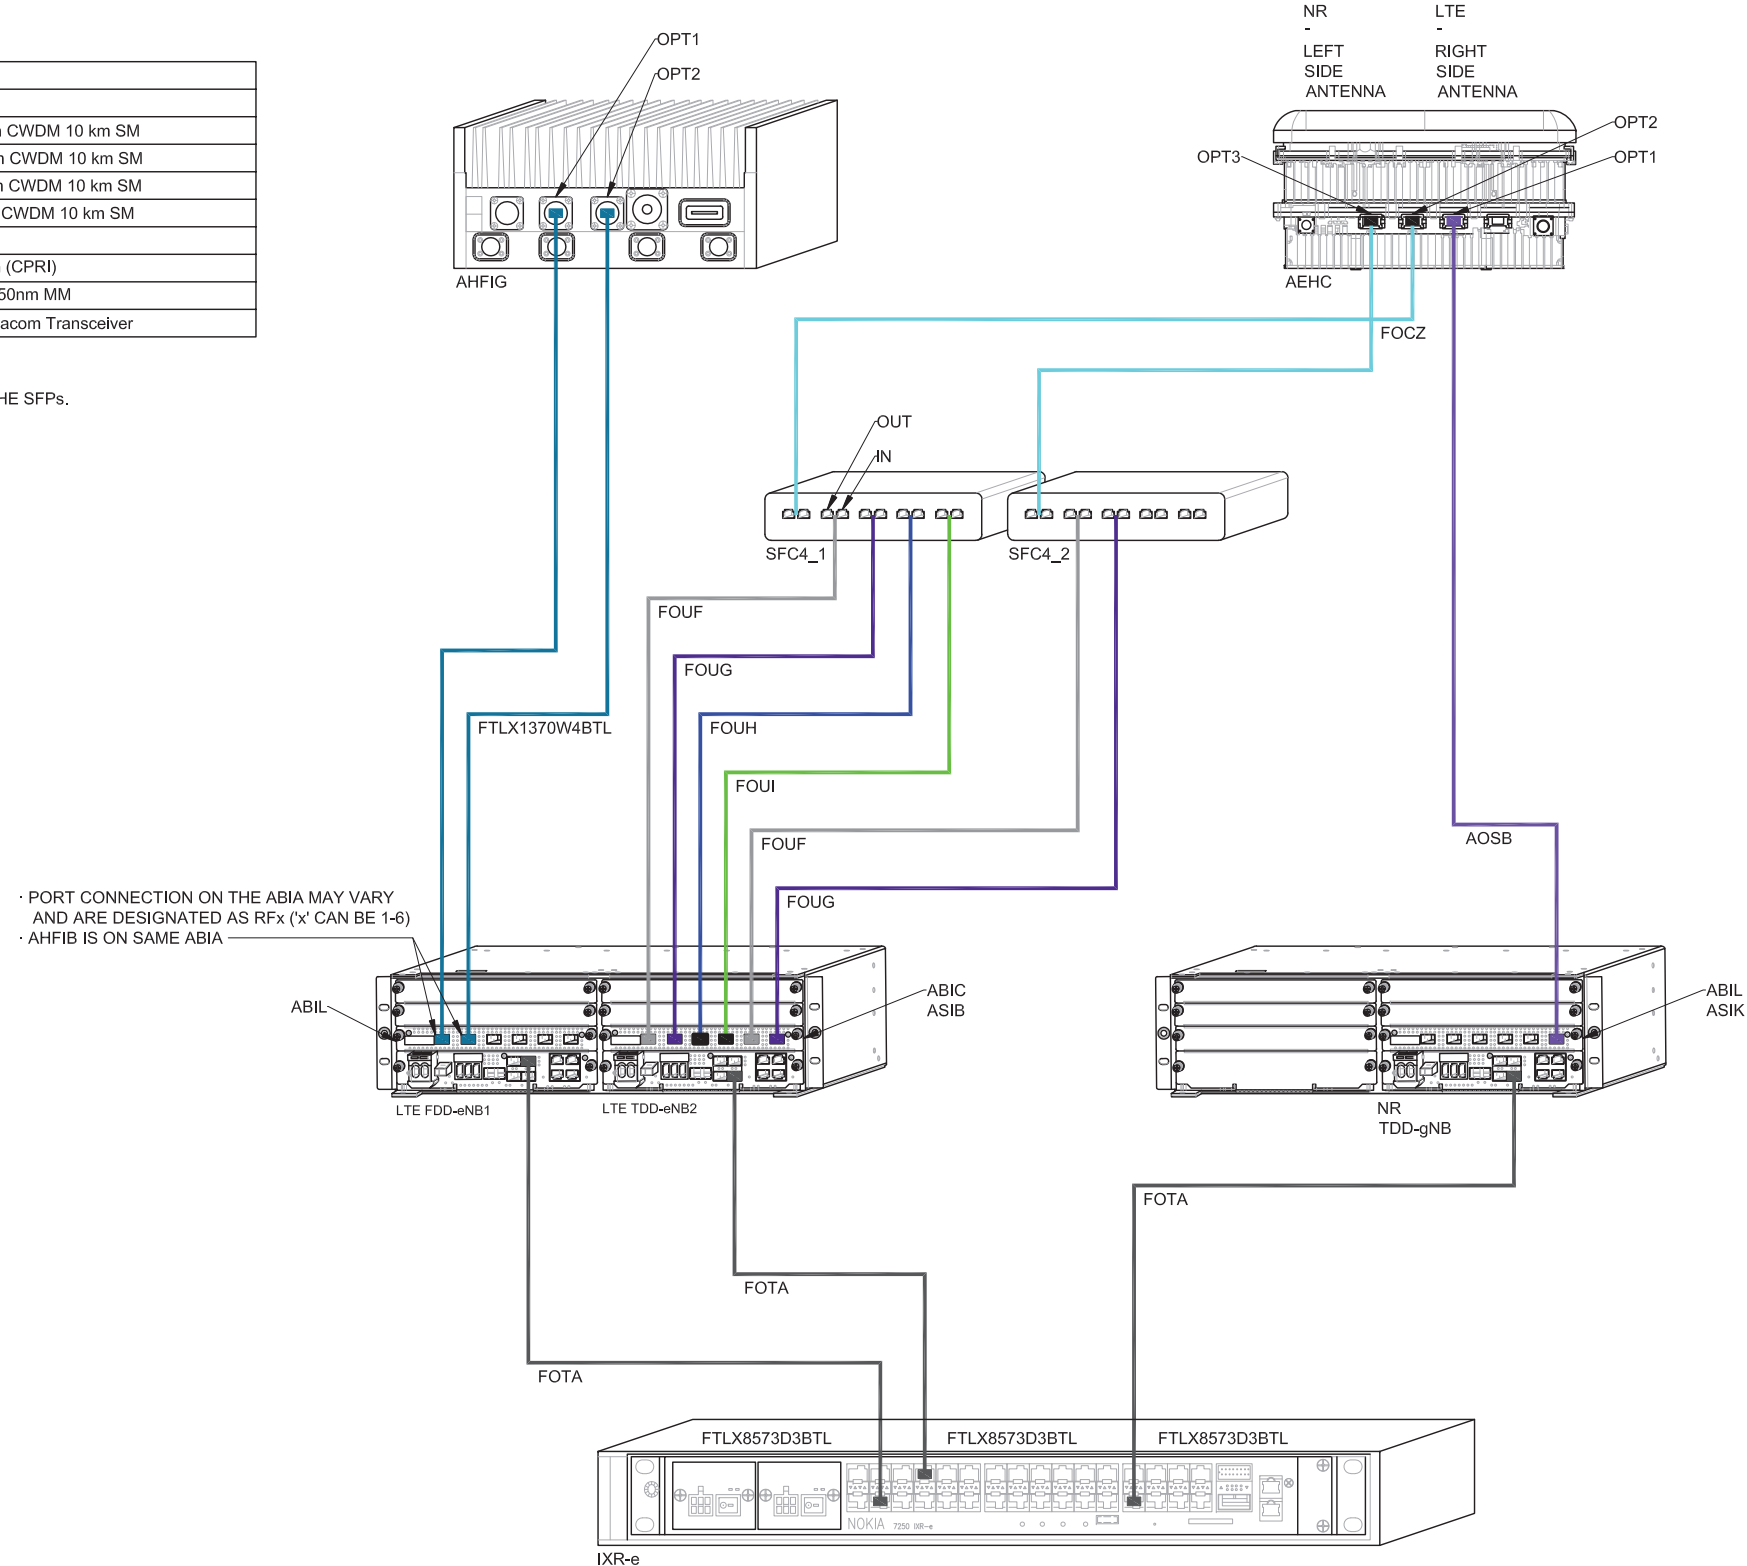 NR
-
LEFT
SIDE
ANTENNA
LTE
-
RIGHT
SIDE
ANTENNA
OPT1
OPT2
CWDM 10 km SM
CWDM 10 km SM
CWDM 10 km SM
CWDM 10 km SM
(CPRI)
50nm MM
acom Transceiver
HE SFPs.
AHFIG
OPT3
OPT2
OPT1
AEHC
FOCZ
OUT
IN
SFC4_1
SFC4_2
FOUF
FOUG
FTLX1370W4BTL
FOUH
FOUI
FOUF
AOSB
FOUG
· PORT CONNECTION ON THE ABIA MAY VARY
AND ARE DESIGNATED AS RFx ('x' CAN BE 1-6)
· AHFIB IS ON SAME ABIA
ABIL
ABIC
ASIB
ABIL
ASIK
LTE FDD-eNB1
LTE TDD-eNB2
NR
TDD-gNB
FOTA
FOTA
FOTA
FTLX8573D3BTL
FTLX8573D3BTL
FTLX8573D3BTL
NOKIA 7250 IXR-e
IXR-e